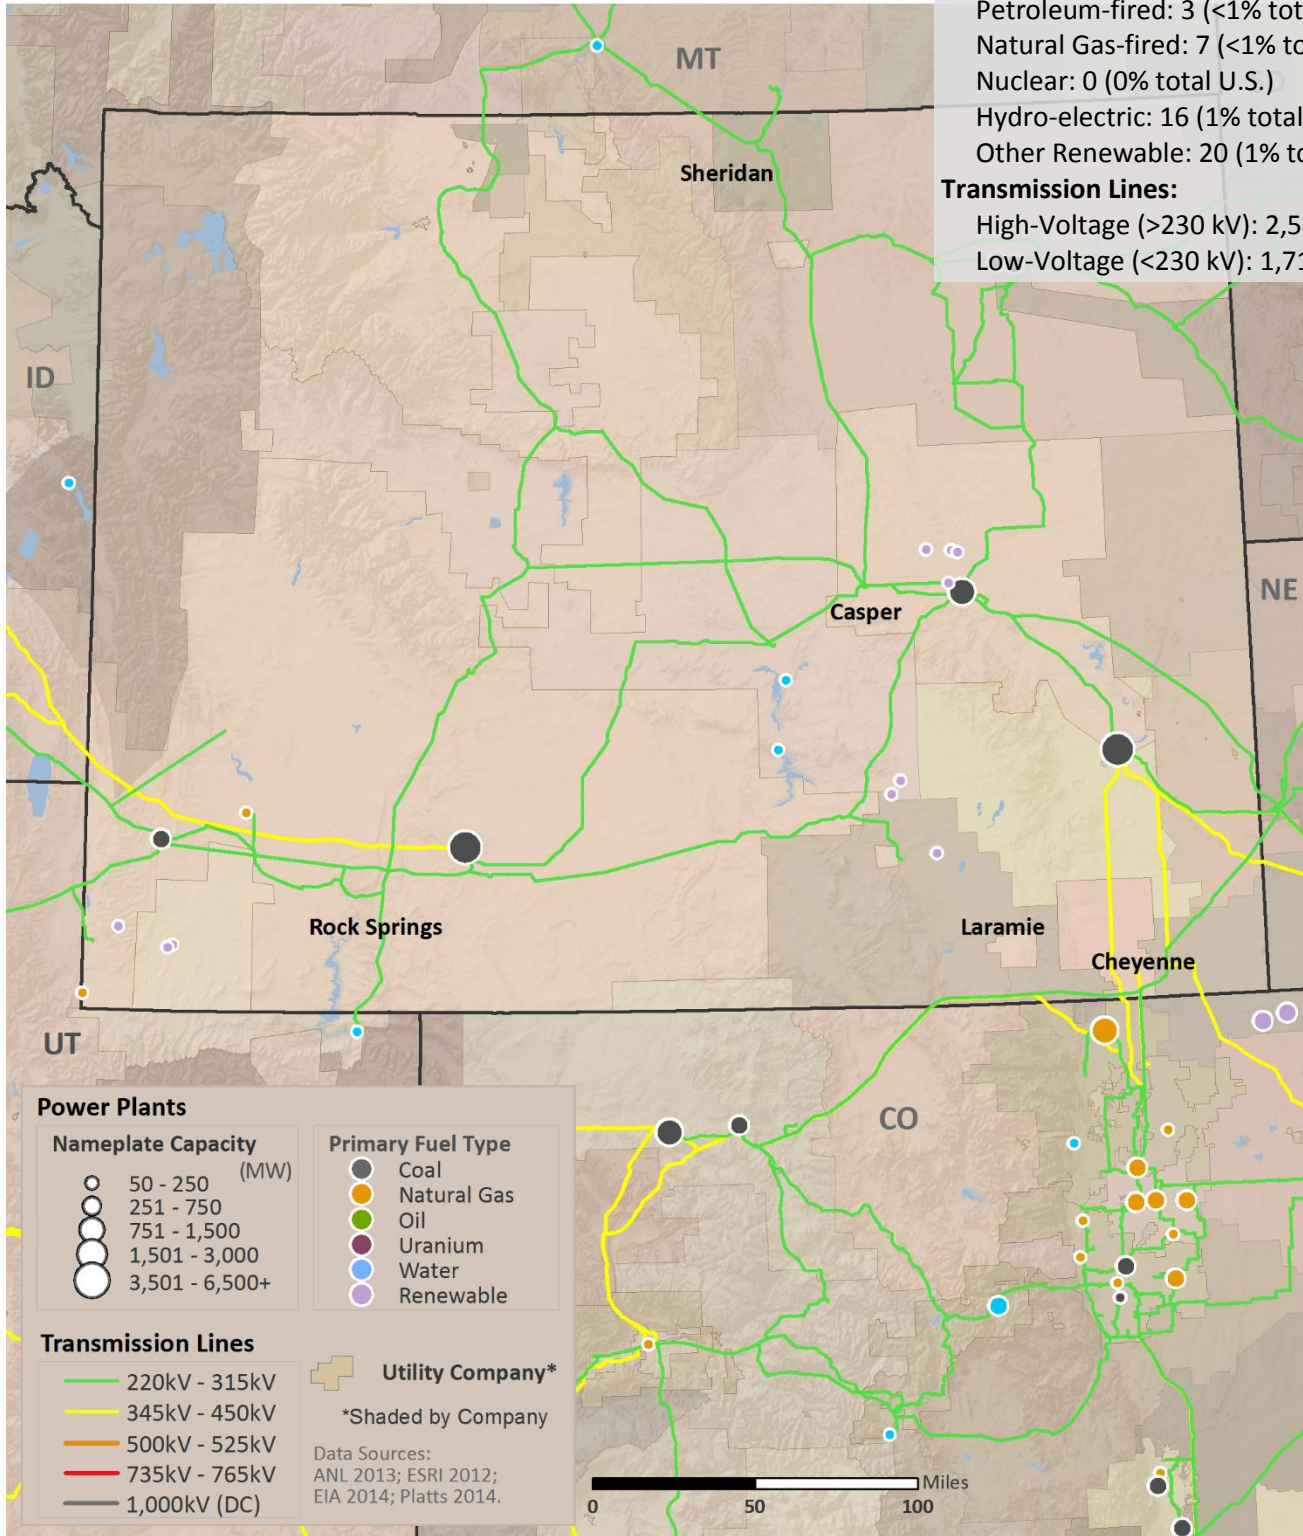 Petroleum-fired: 3 (<1% tot
Natural Gas-fired: 7 (<1% to
Nuclear: 0 (0% total U.S.)
Hydro-electric: 16 (1% total
Other Renewable: 20 (1% to
Transmission Lines:
High-Voltage (>230 kV): 2,5
Low-Voltage (<230 kV): 1,71
MT
Sheridan
ID
NE
Casper
Rock Springs
Laramie
Cheyenne
UT
CO
Power Plants
Nameplate Capacity
(MW)
50 - 250
251 - 750
751 - 1,500
1,501 - 3,000
3,501 - 6,500+
Primary Fuel Type
Coal
Natural Gas
Oil
Uranium
Water
Renewable
Transmission Lines
220kV - 315kV
345kV - 450kV
500kV - 525kV
735kV - 765kV
1,000kV (DC)
Utility Company*
*Shaded by Company
Data Sources:
ANL 2013; ESRI 2012;
EIA 2014; Platts 2014.
Miles
0 50 100